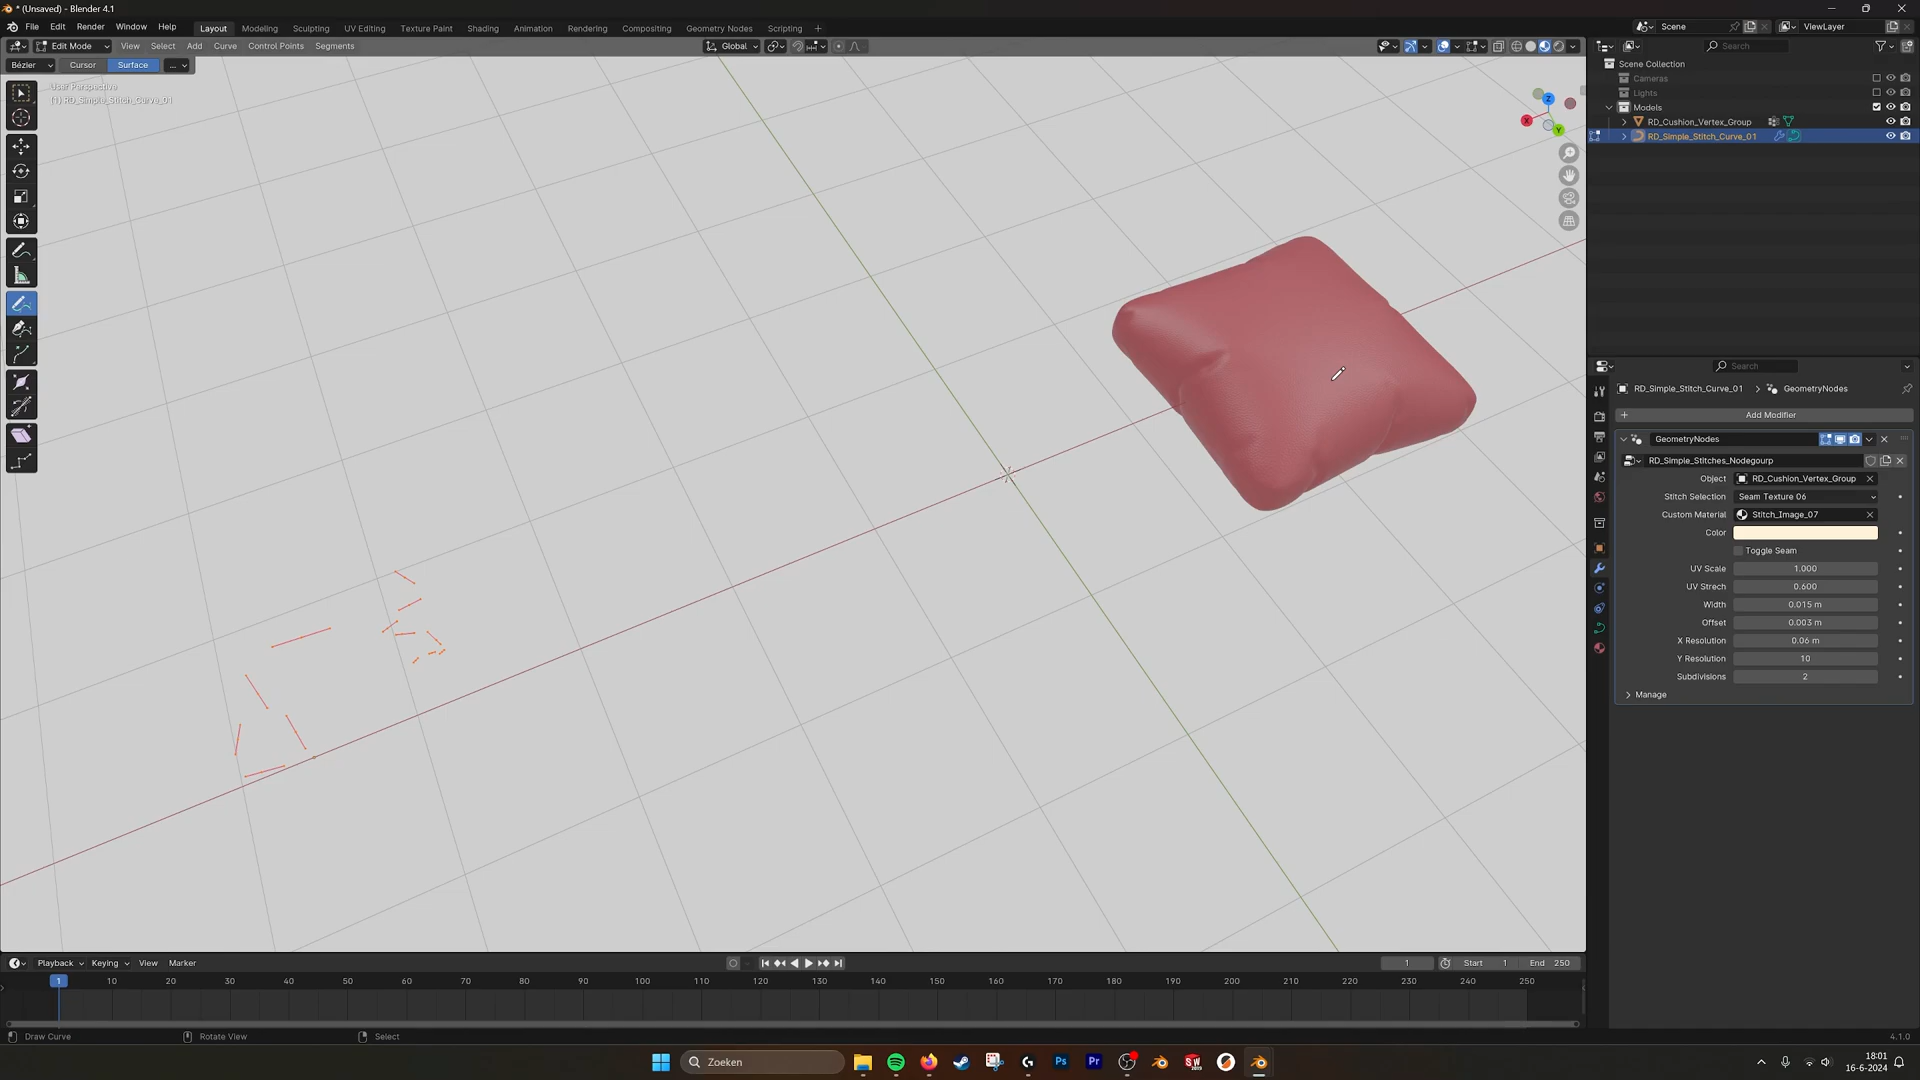 * (Unsaved) - Blender 4.1
File Edit Render Window Help
Layout Modeling Sculpting UV Editing Texture Paint Shading Animation Rendering Compositing Geometry Nodes Scripting +
Scene ViewLayer
Edit Mode View Select Add Curve Control Points Segments
Global
Search
Bézier Cursor Surface ...
User Perspective
(1) RD_Simple_Stitch_Curve_01
Z
X
Y
Scene Collection
Cameras
Lights
Models
RD_Cushion_Vertex_Group
RD_Simple_Stitch_Curve_01
Search
RD_Simple_Stitch_Curve_01 > GeometryNodes
+ Add Modifier
GeometryNodes
RD_Simple_Stitches_Nodegourp
Object RD_Cushion_Vertex_Group
Stitch Selection Seam Texture 06
Custom Material Stitch_Image_07
Color
Toggle Seam
UV Scale 1.000
UV Strech 0.600
Width 0.015 m
Offset 0.003 m
X Resolution 0.06 m
Y Resolution 10
Subdivisions 2
Manage
Playback Keying View Marker
1 Start 1 End 250
1 10 20 30 40 50 60 70 80 90 100 110 120 130 140 150 160 170 180 190 200 210 220 230 240 250
Draw Curve Rotate View Select 4.1.0
Zoeken
Ps Pr SW
18:01
16-6-2024